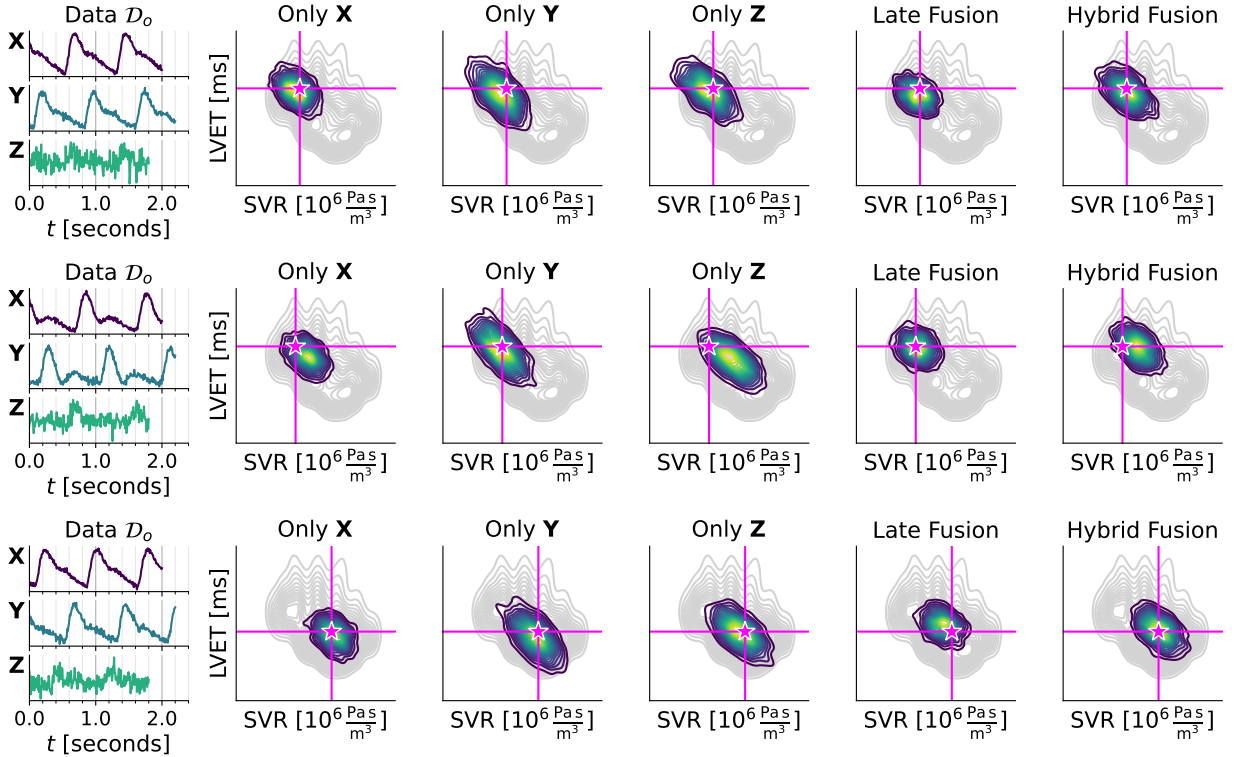 Data 𝒟ₒ Only X Only Y Only Z Late Fusion Hybrid Fusion
X
Y
Z
LVET [ms]
0.0 1.0 2.0
t [seconds]
SVR [10⁶ Pa s/m³] SVR [10⁶ Pa s/m³] SVR [10⁶ Pa s/m³] SVR [10⁶ Pa s/m³] SVR [10⁶ Pa s/m³]
Data 𝒟ₒ Only X Only Y Only Z Late Fusion Hybrid Fusion
X
Y
Z
LVET [ms]
0.0 1.0 2.0
t [seconds]
SVR [10⁶ Pa s/m³] SVR [10⁶ Pa s/m³] SVR [10⁶ Pa s/m³] SVR [10⁶ Pa s/m³] SVR [10⁶ Pa s/m³]
Data 𝒟ₒ Only X Only Y Only Z Late Fusion Hybrid Fusion
X
Y
Z
LVET [ms]
0.0 1.0 2.0
t [seconds]
SVR [10⁶ Pa s/m³] SVR [10⁶ Pa s/m³] SVR [10⁶ Pa s/m³] SVR [10⁶ Pa s/m³] SVR [10⁶ Pa s/m³]